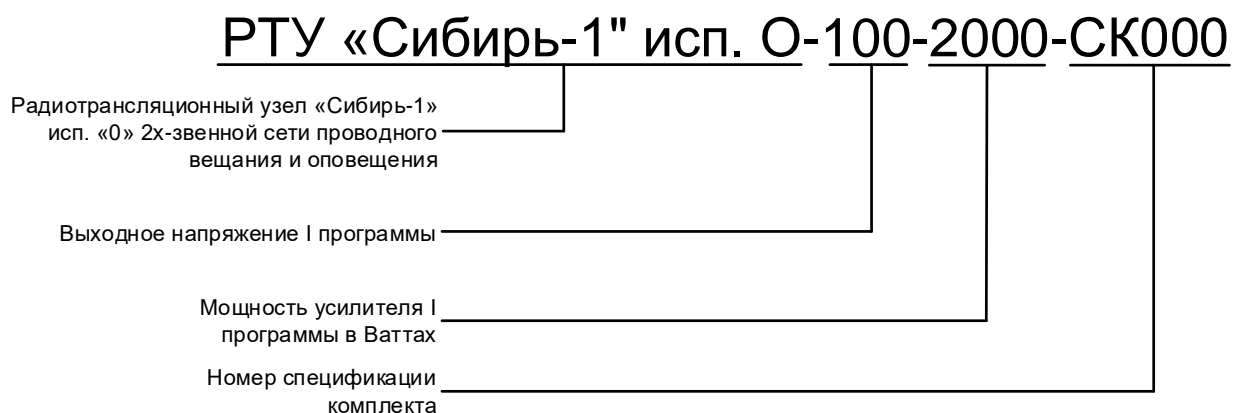 РТУ «Сибирь-1" исп. О-100-2000-СК000
Радиотрансляционный узел «Сибирь-1»
исп. «0» 2х-звенной сети проводного
вещания и оповещения
Выходное напряжение I программы
Мощность усилителя I
программы в Ваттах
Номер спецификации
комплекта